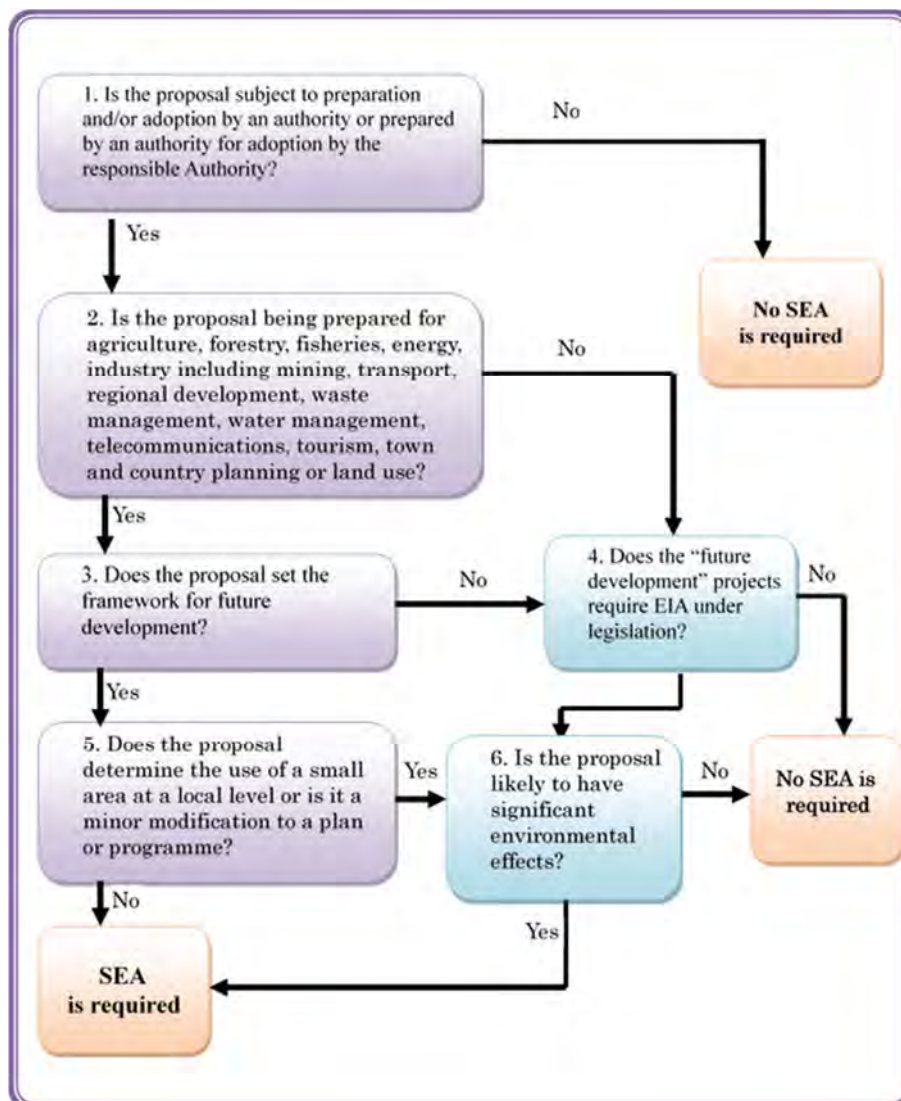 1. Is the proposal subject to preparation
and/or adoption by an authority or prepared
by an authority for adoption by the
responsible Authority?
No
Yes
No SEA
is required
2. Is the proposal being prepared for
agriculture, forestry, fisheries, energy,
industry including mining, transport,
regional development, waste
management, water management,
telecommunications, tourism, town
and country planning or land use?
No
Yes
3. Does the proposal set the
framework for future
development?
No
4. Does the “future
development” projects
require EIA under
legislation?
No
Yes
5. Does the proposal
determine the use of a small
area at a local level or is it a
minor modification to a plan
or programme?
Yes
6. Is the proposal
likely to have
significant
environmental
effects?
No
No SEA is
required
No
Yes
SEA
is required